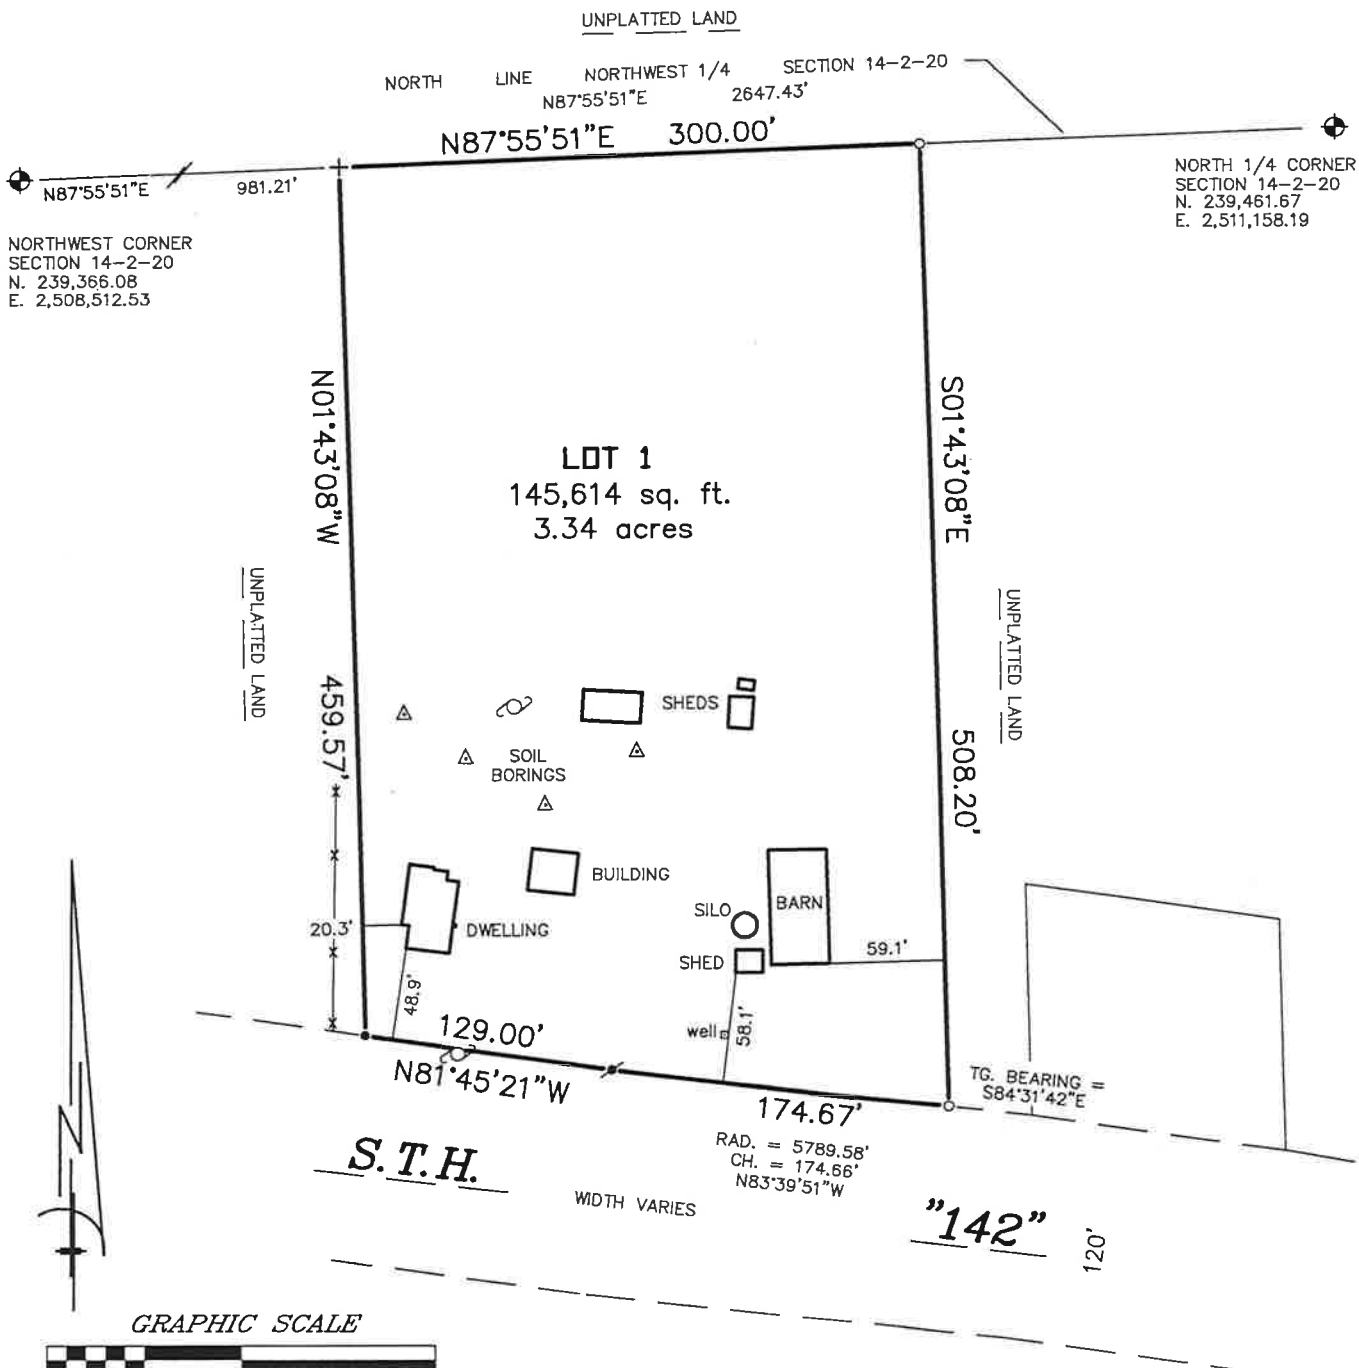 UNPLATTED LAND
NORTH LINE NORTHWEST 1/4 SECTION 14-2-20
N87°55'51"E 2647.43'
N87°55'51"E 300.00'
N87°55'51"E 981.21'
NORTHWEST CORNER
SECTION 14-2-20
N. 239,366.08
E. 2,508,512.53
NORTH 1/4 CORNER
SECTION 14-2-20
N. 239,461.67
E. 2,511,158.19
N01°43'08"W
459.57'
UNPLATTED LAND
LOT 1
145,614 sq. ft.
3.34 acres
S01°43'08"E
508.20'
UNPLATTED LAND
SHEDS
SOIL
BORINGS
BUILDING
DWELLING
20.3'
48.9'
SILO
BARN
SHED
59.1'
well
58.1'
129.00'
N81°45'21"W
174.67'
RAD. = 5789.58'
CH. = 174.66'
N83°39'51"W
TG. BEARING =
S84°31'42"E
S.T.H.
WIDTH VARIES
"142"
120'
N
GRAPHIC SCALE